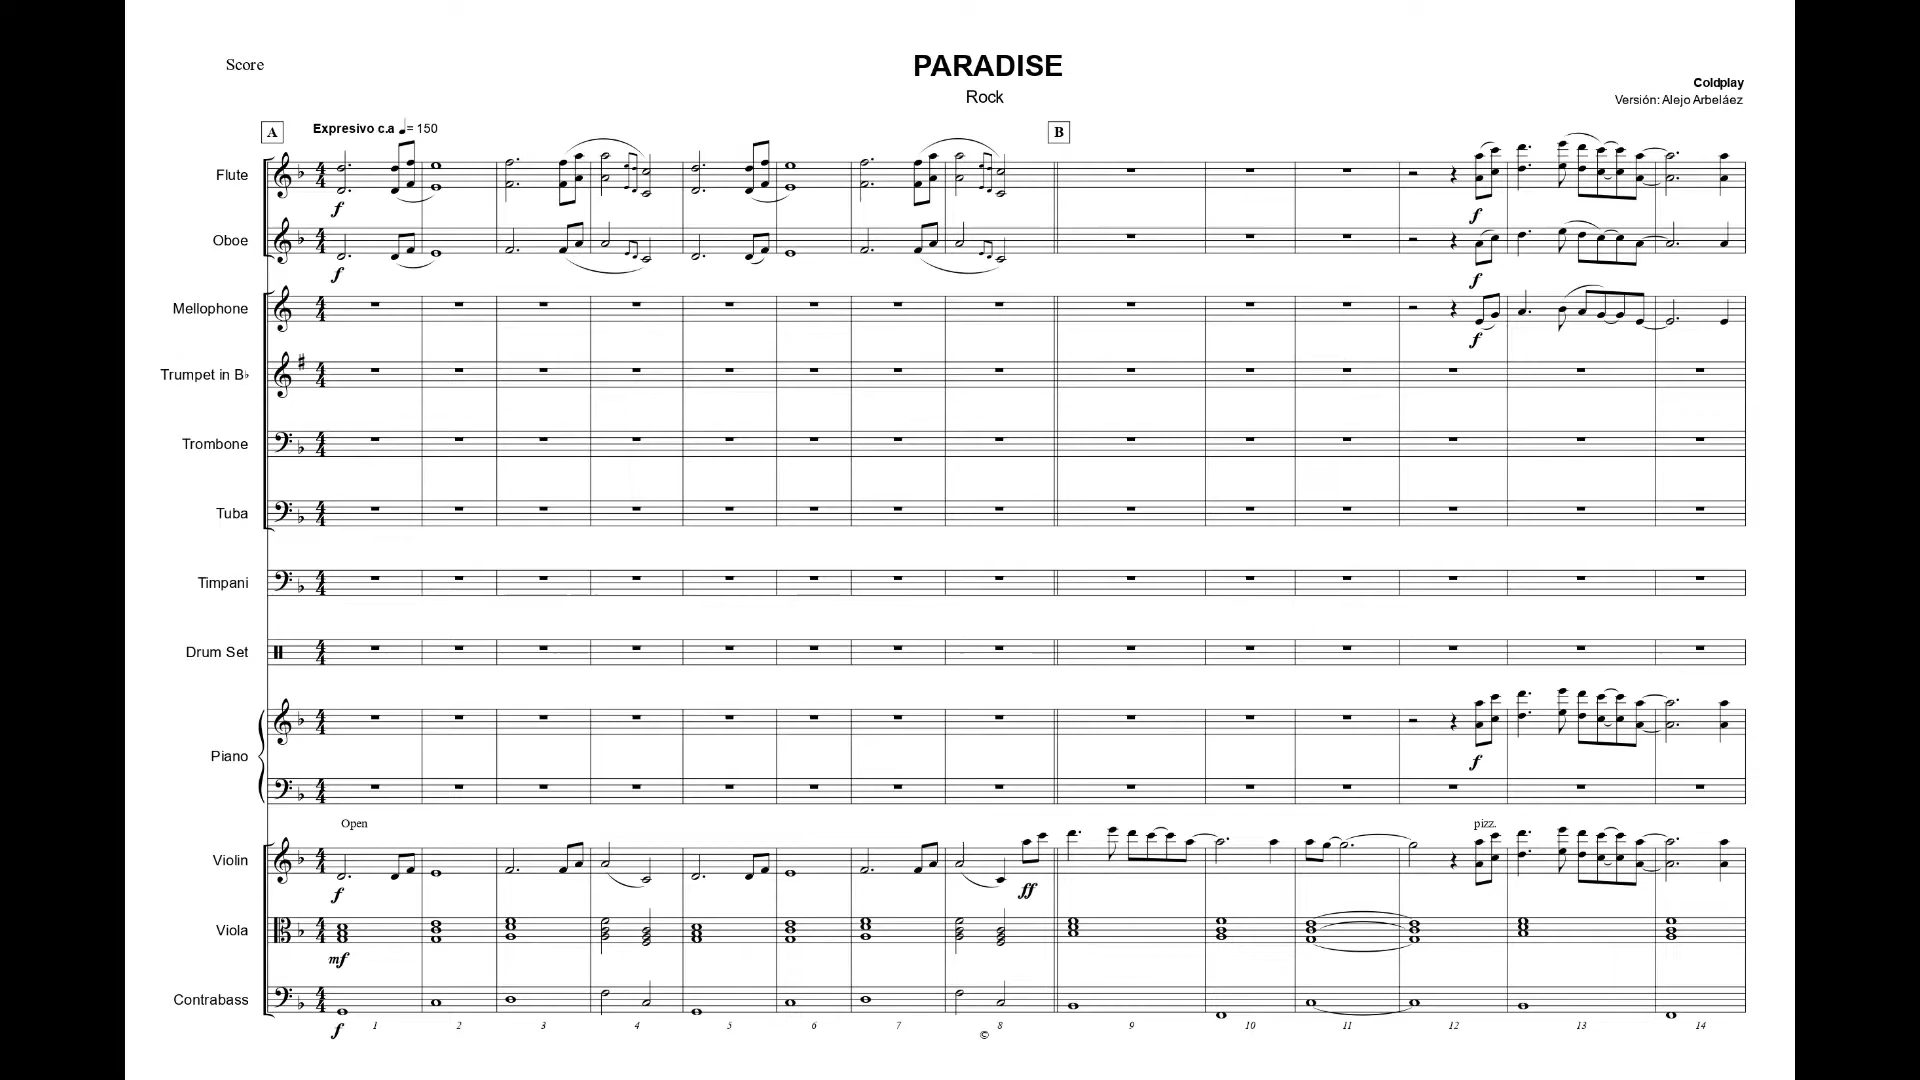 Score
PARADISE
Rock
Coldplay
Versión: Alejo Arbeláez
A
Expresivo c.a ♩= 150
B
Flute
f
f
Oboe
f
f
Mellophone
f
Trumpet in B♭
Trombone
Tuba
Timpani
Drum Set
Piano
f
Open
pizz.
Violin
f
ff
Viola
mf
Contrabass
f
1 2 3 4 5 6 7 8 9 10 11 12 13 14
©